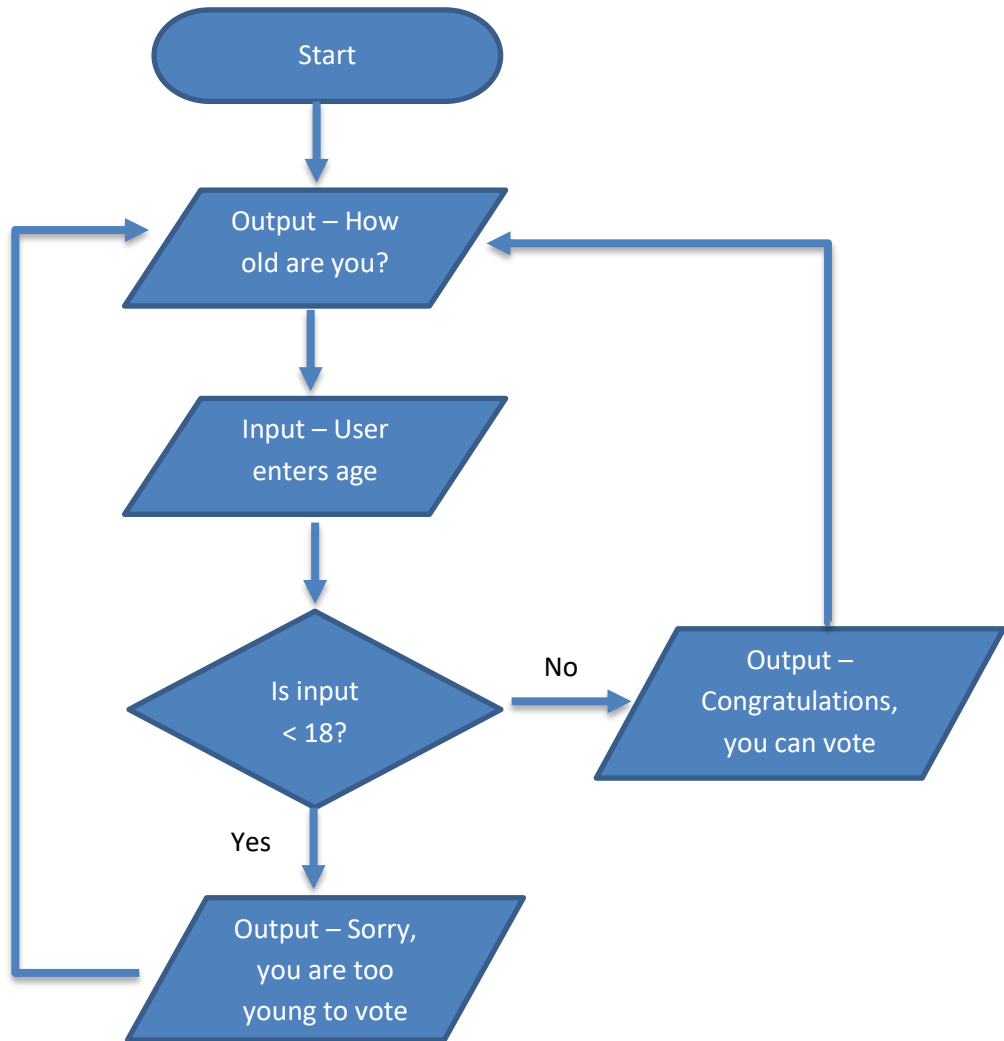 Start
Output – How
old are you?
Input – User
enters age
Is input
< 18?
No
Output –
Congratulations,
you can vote
Yes
Output – Sorry,
you are too
young to vote